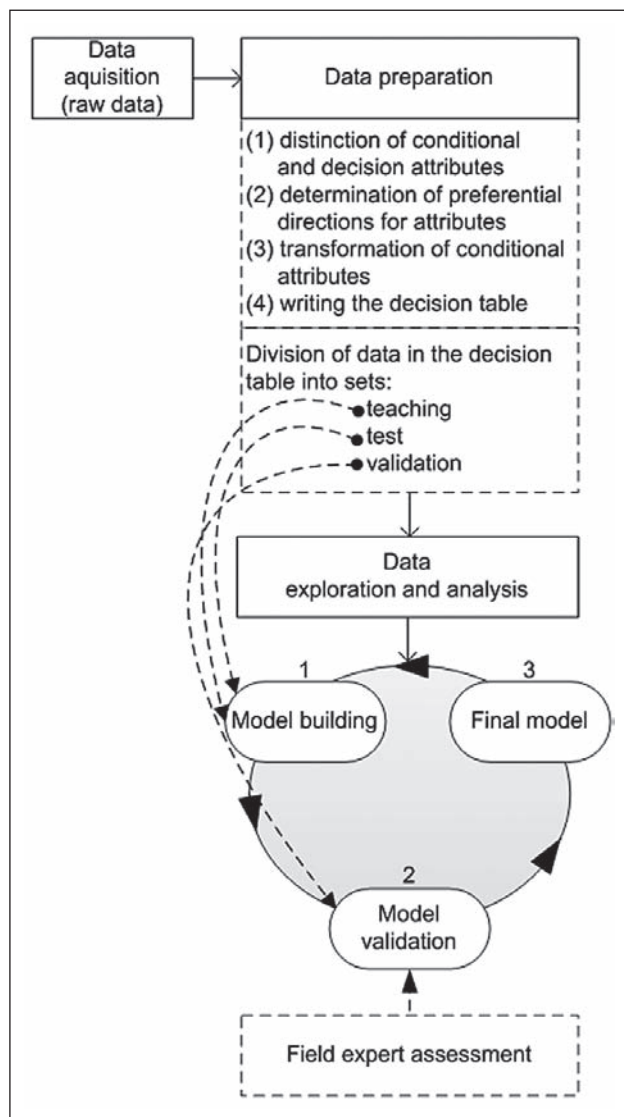 Data
aquisition
(raw data)
Data preparation
(1) distinction of conditional
and decision attributes
(2) determination of preferential
directions for attributes
(3) transformation of conditional
attributes
(4) writing the decision table
Division of data in the decision
table into sets:
teaching
test
validation
Data
exploration and analysis
1
Model building
3
Final model
2
Model
validation
Field expert assessment